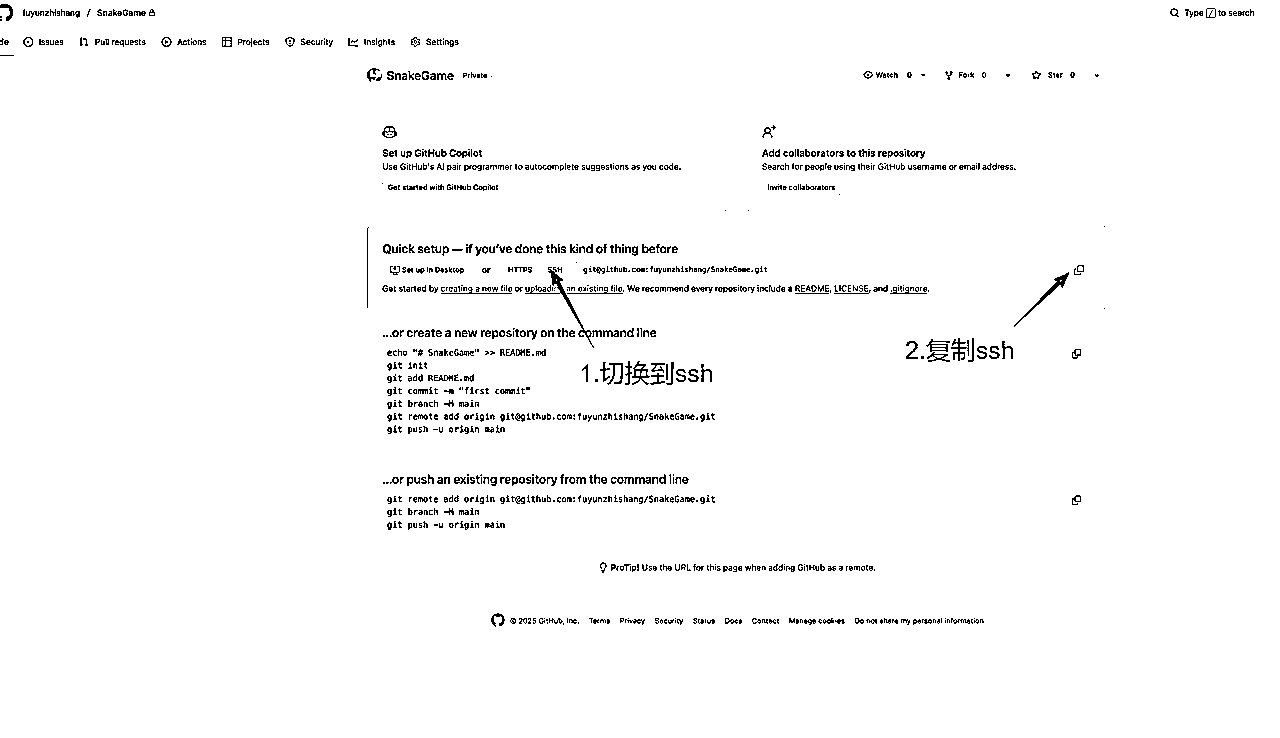 fuyunzhishang / SnakeGame
Type / to search
de Issues Pull requests Actions Projects Security Insights Settings
SnakeGame Private
Watch 0 Fork 0 Star 0
Set up GitHub Copilot
Use GitHub's AI pair programmer to autocomplete suggestions as you code.
Get started with GitHub Copilot
Add collaborators to this repository
Search for people using their GitHub username or email address.
Invite collaborators
Quick setup — if you've done this kind of thing before
Set up in Desktop or HTTPS SSH git@github.com:fuyunzhishang/SnakeGame.git
Get started by creating a new file or uploading an existing file. We recommend every repository include a README, LICENSE, and .gitignore.
…or create a new repository on the command line
echo "# SnakeGame" >> README.md
git init
git add README.md
git commit -m "first commit"
git branch -M main
git remote add origin git@github.com:fuyunzhishang/SnakeGame.git
git push -u origin main
1.切换到ssh
2.复制ssh
…or push an existing repository from the command line
git remote add origin git@github.com:fuyunzhishang/SnakeGame.git
git branch -M main
git push -u origin main
ProTip! Use the URL for this page when adding GitHub as a remote.
© 2025 GitHub, Inc. Terms Privacy Security Status Docs Contact Manage cookies Do not share my personal information